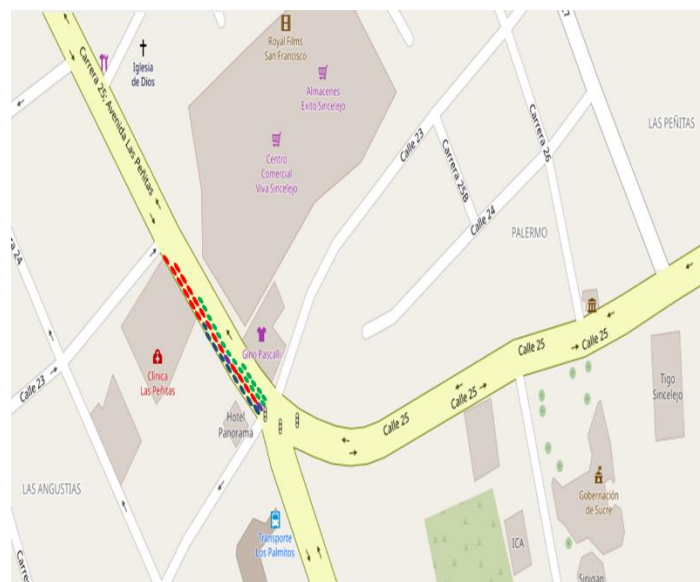 Royal Films
San Francisco
Iglesia
de Dios
Almacenes
Exito Sincelejo
Carrera 25; Avenida Las Peñitas
Centro
Comercial
Viva Sincelejo
Calle 23
Carrera 26
LAS PEÑITAS
Carrera 25B
Calle 24
PALERMO
Gino Pascalli
Clínica
Las Peñitas
Calle 23
Calle 25
Calle 25
Calle 25
Calle 25
Hotel
Panorama
Tigo
Sincelejo
LAS ANGUSTIAS
Gobernación
de Sucre
Transporte
Los Palmitos
ICA